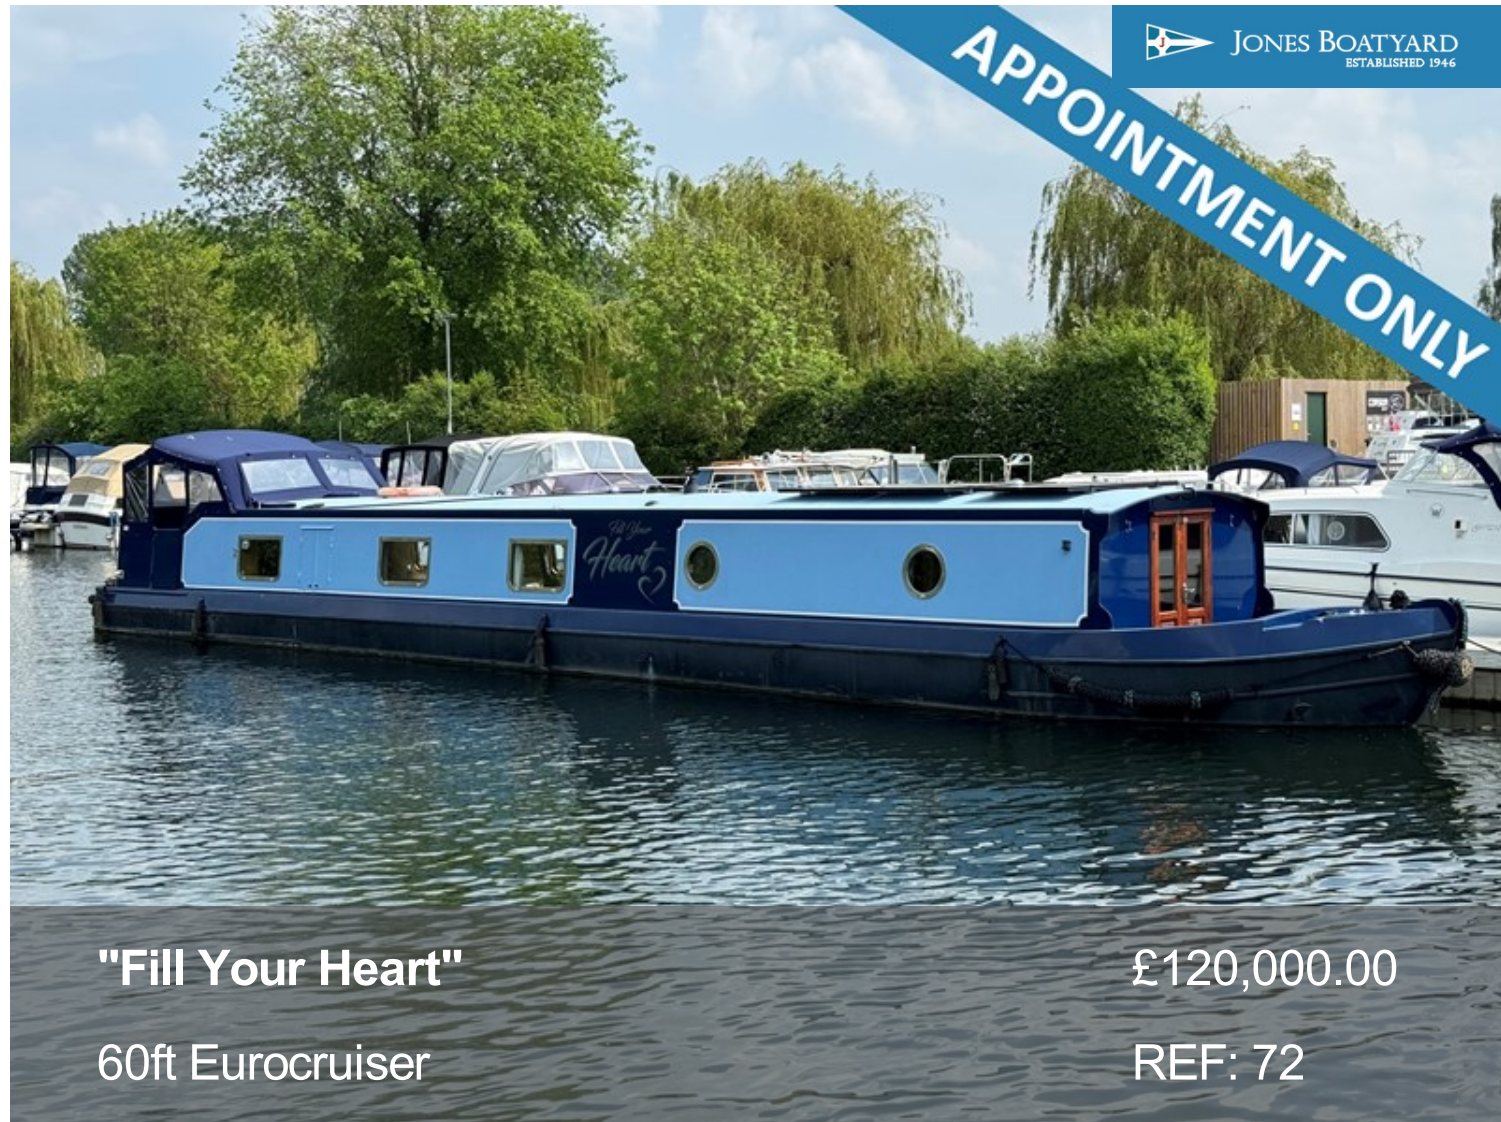 JONES BOATYARD
ESTABLISHED 1946
APPOINTMENT ONLY
Fill Your
Heart
"Fill Your Heart"
£120,000.00
60ft Eurocruiser
REF: 72